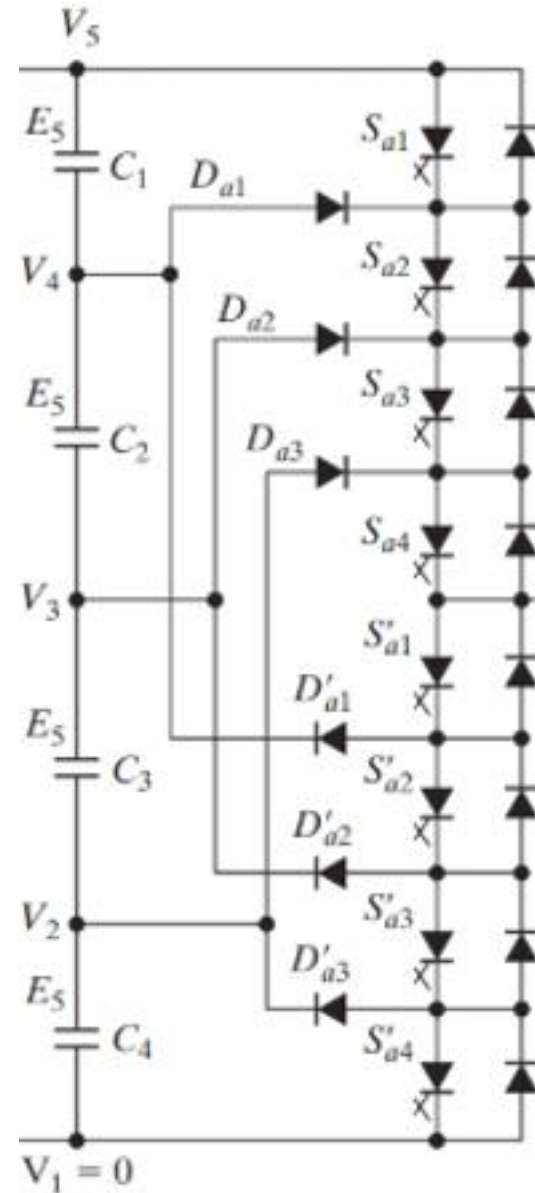 V₅
E₅
C₁
Sₐ₁
Dₐ₁
V₄
Sₐ₂
Dₐ₂
E₅
C₂
Sₐ₃
Dₐ₃
Sₐ₄
V₃
S′ₐ₁
D′ₐ₁
E₅
C₃
S′ₐ₂
D′ₐ₂
V₂
S′ₐ₃
D′ₐ₃
E₅
C₄
S′ₐ₄
V₁ = 0